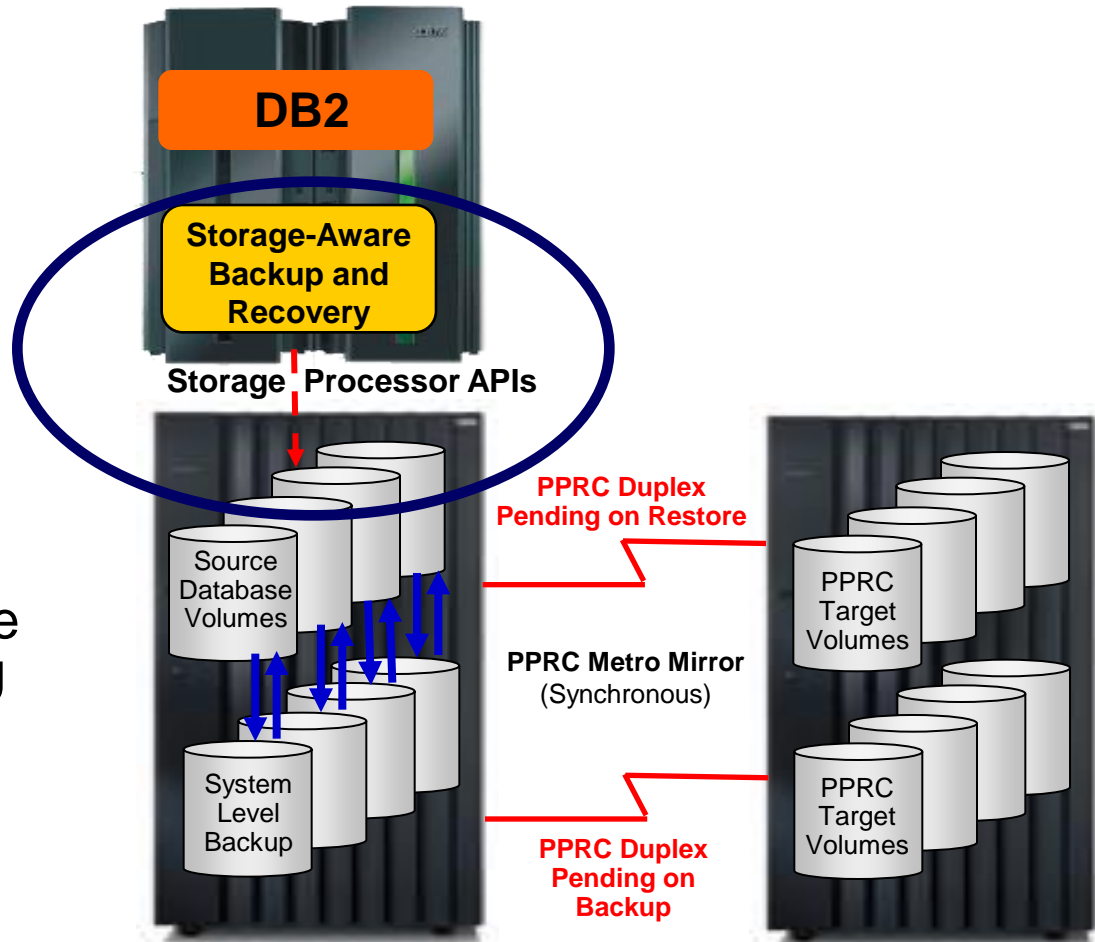 DB2
Storage-Aware
Backup and
Recovery
Storage Processor APIs
PPRC Duplex
Pending on Restore
Source
Database
Volumes
PPRC
Target
Volumes
e
g
PPRC Metro Mirror
(Synchronous)
System
Level
Backup
PPRC
Target
Volumes
PPRC Duplex
Pending on
Backup